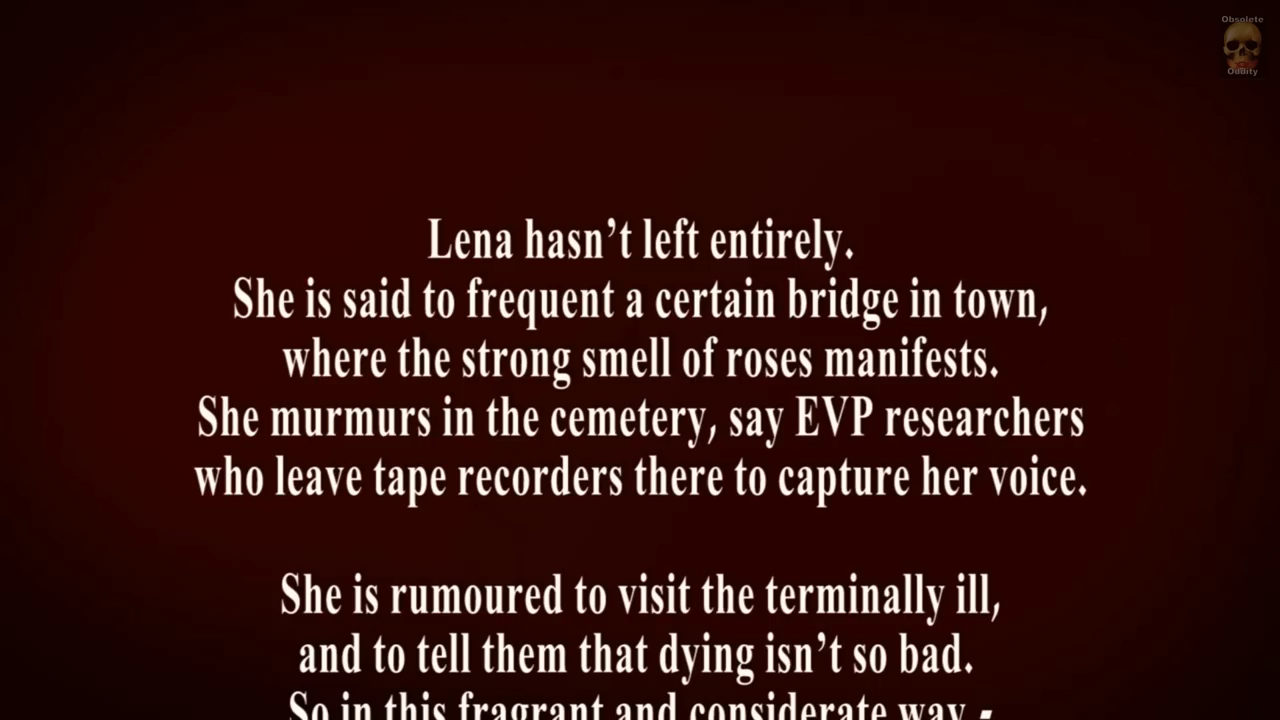 Obsolete
Oddity
Lena hasn’t left entirely.
She is said to frequent a certain bridge in town,
where the strong smell of roses manifests.
She murmurs in the cemetery, say EVP researchers
who leave tape recorders there to capture her voice.
She is rumoured to visit the terminally ill,
and to tell them that dying isn’t so bad.
So in this fragrant and considerate way -